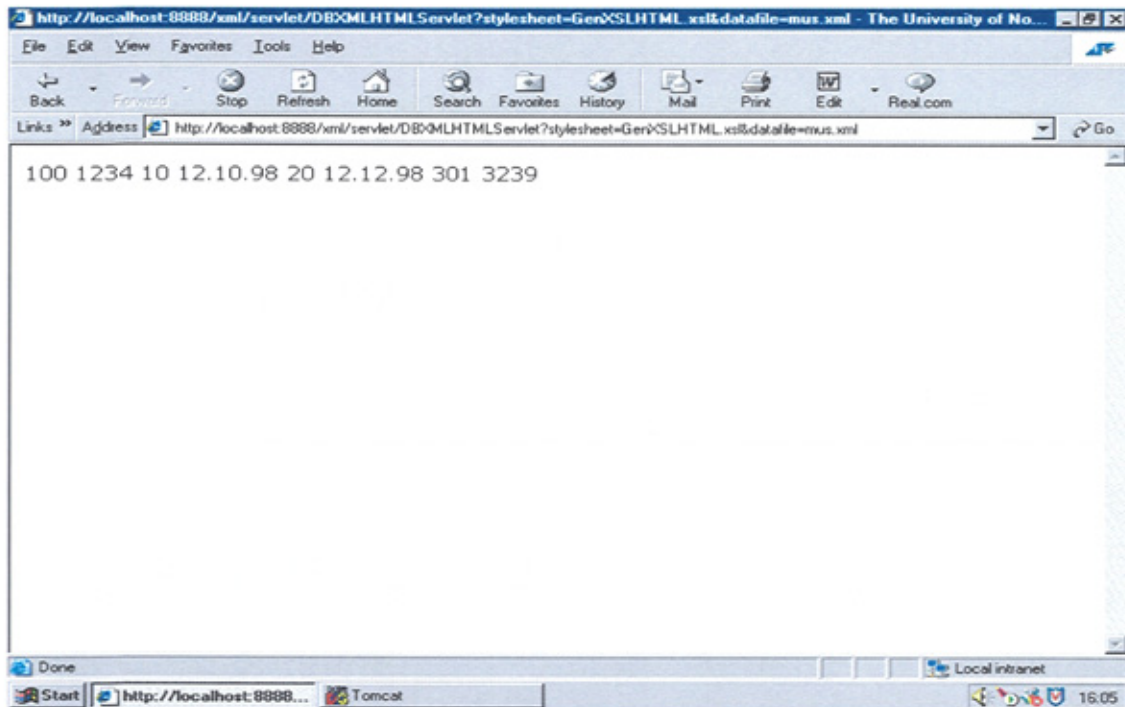 http://localhost:8888/xml/servlet/DBXMLHTMLServlet?stylesheet=GenXSLHTML.xsl&datafile=mus.xml - The University of No...
File Edit View Favorites Tools Help
Back Forward Stop Refresh Home Search Favorites History Mail Print Edit Real.com
Links » Address http://localhost:8888/xml/servlet/DBXMLHTMLServlet?stylesheet=GenXSLHTML.xsl&datafile=mus.xml Go
100 1234 10 12.10.98 20 12.12.98 301 3239
Done Local intranet
Start http://localhost:8888... Tomcat 16:05